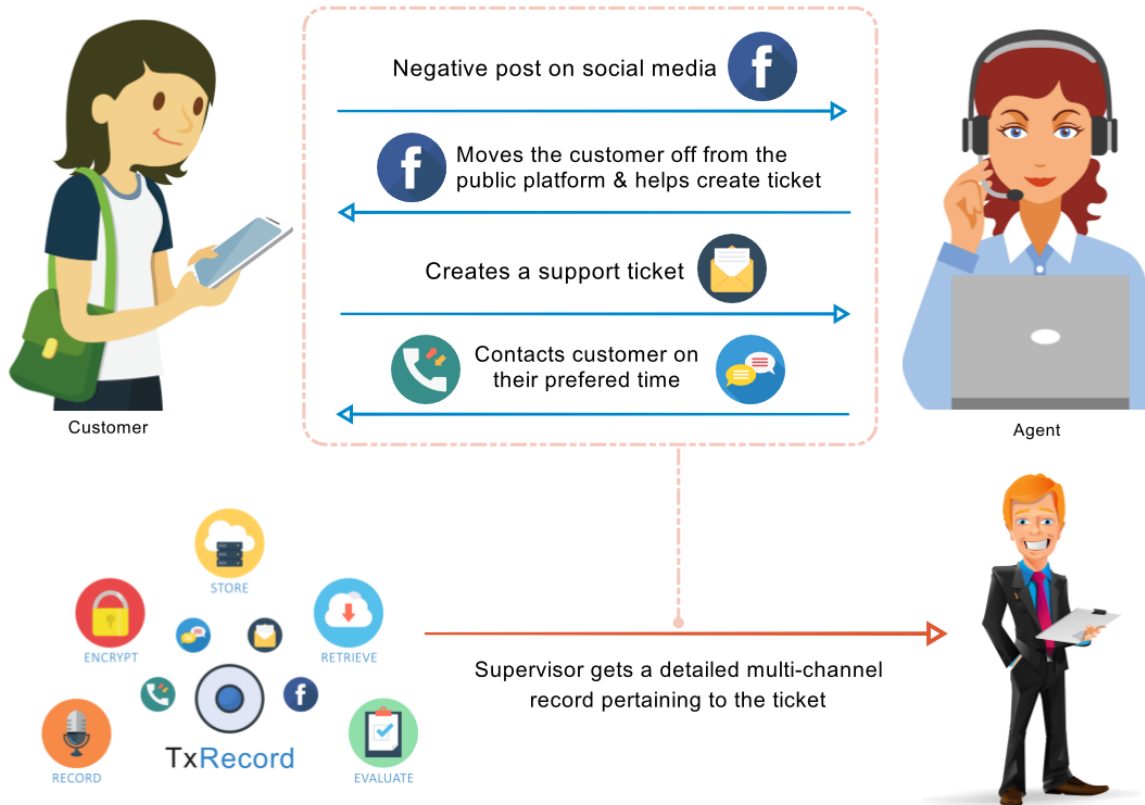 Negative post on social media
Moves the customer off from the
public platform & helps create ticket
Creates a support ticket
Contacts customer on
their prefered time
Customer
Agent
STORE
ENCRYPT
RETRIEVE
RECORD
TxRecord
EVALUATE
Supervisor gets a detailed multi-channel
record pertaining to the ticket